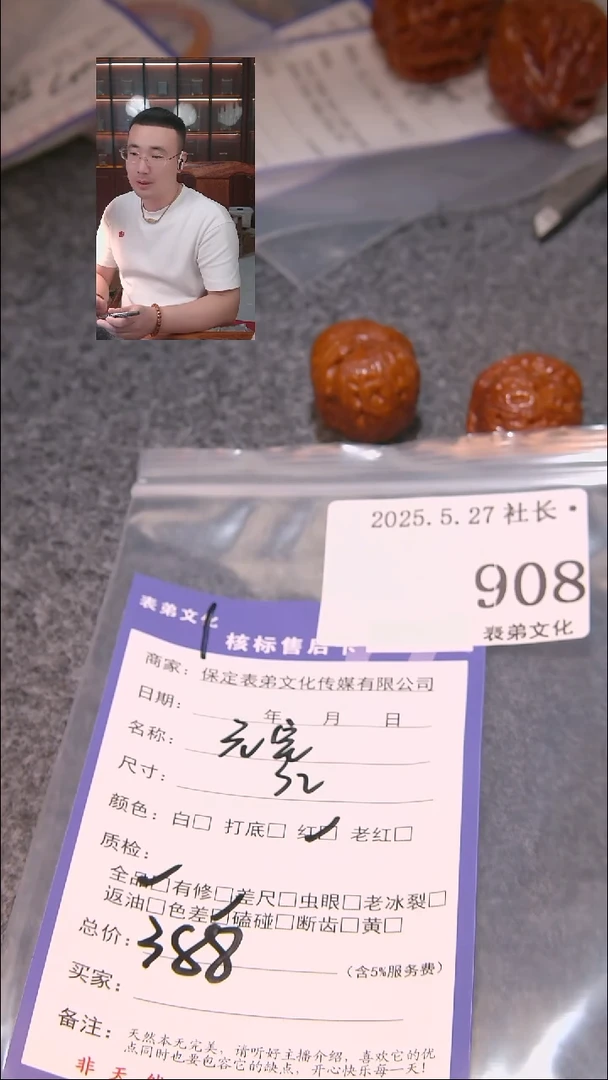 2025.5.27 社长 •
908
表弟文化
表弟文化
核标售后卡
商家：保定表弟文化传媒有限公司
日期： 年 月 日
名称： 元宝
尺寸： 32
颜色：白□ 打底□ 红□ 老红□
质检：
全品□有修□差尺□虫眼□老冰裂□
返油□色差□磕碰□断齿□黄□
总价： 388 （含5%服务费）
买家：
备注：天然本无完美，请听好主播介绍，喜欢它的优
点同时也要包容它的缺点，开心快乐每一天！
非 天